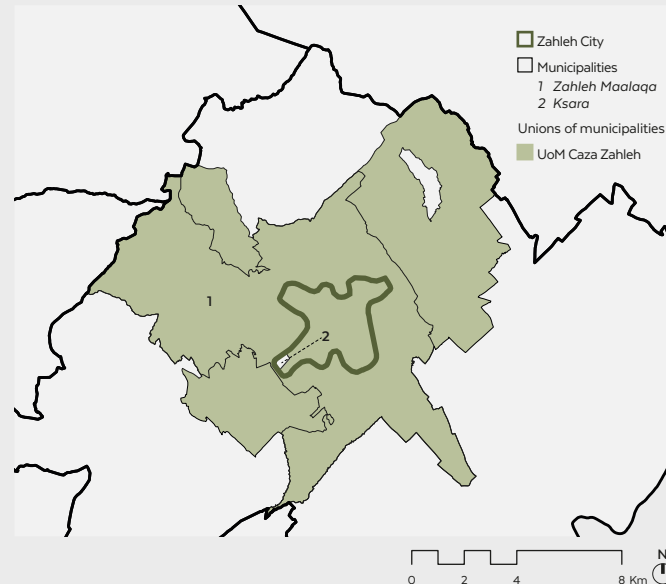 Zahleh City
Municipalities
1 Zahleh Maalaqa
2 Ksara
Unions of municipalities
UoM Caza Zahleh
1
2
N
0 2 4 8 Km